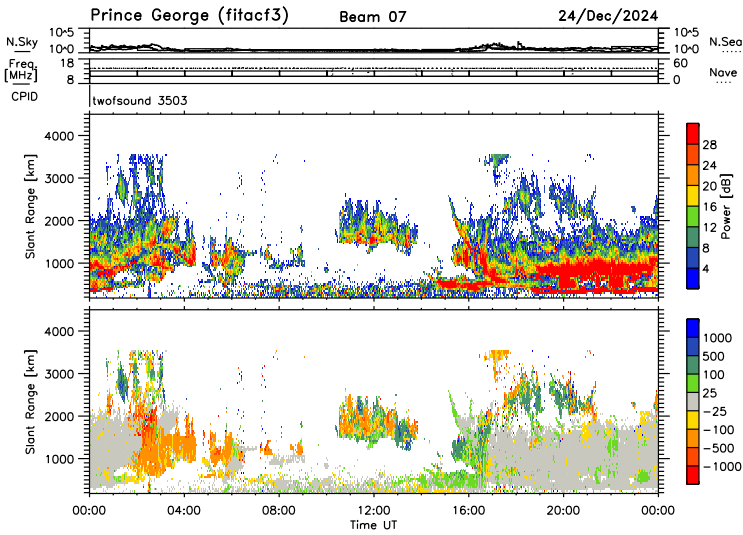 Prince George (fitacf3) Beam 07 24/Dec/2024
10^5 10^5
N.Sky N.Sea
10^0 10^0
Freq. 18 60
[MHz] Nave
8 0
CPID
twofsound 3503
4000
3000
2000
1000
Slant Range [km]
28
24
20
16
12
8
4
Power [dB]
4000
3000
2000
1000
Slant Range [km]
1000
500
100
25
-25
-100
-500
-1000
00:00 04:00 08:00 12:00 16:00 20:00 00:00
Time UT